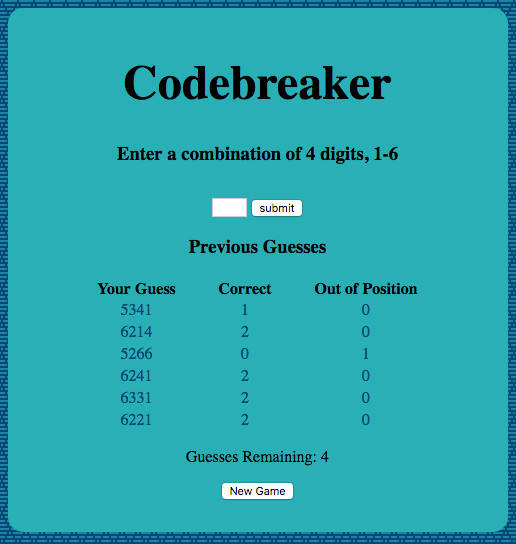 Codebreaker
Enter a combination of 4 digits, 1-6
submit
Previous Guesses
Your Guess Correct Out of Position
5341 1 0
6214 2 0
5266 0 1
6241 2 0
6331 2 0
6221 2 0
Guesses Remaining: 4
New Game